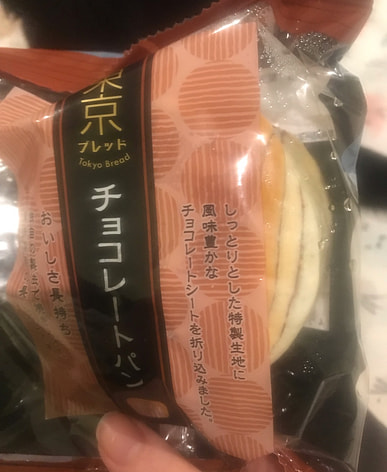 東京
ブレッド
Tokyo Bread
チョコレートパン
しっとりとした特製生地に
風味豊かな
チョコレートシートを折り込みました。
おいしさ長持ち